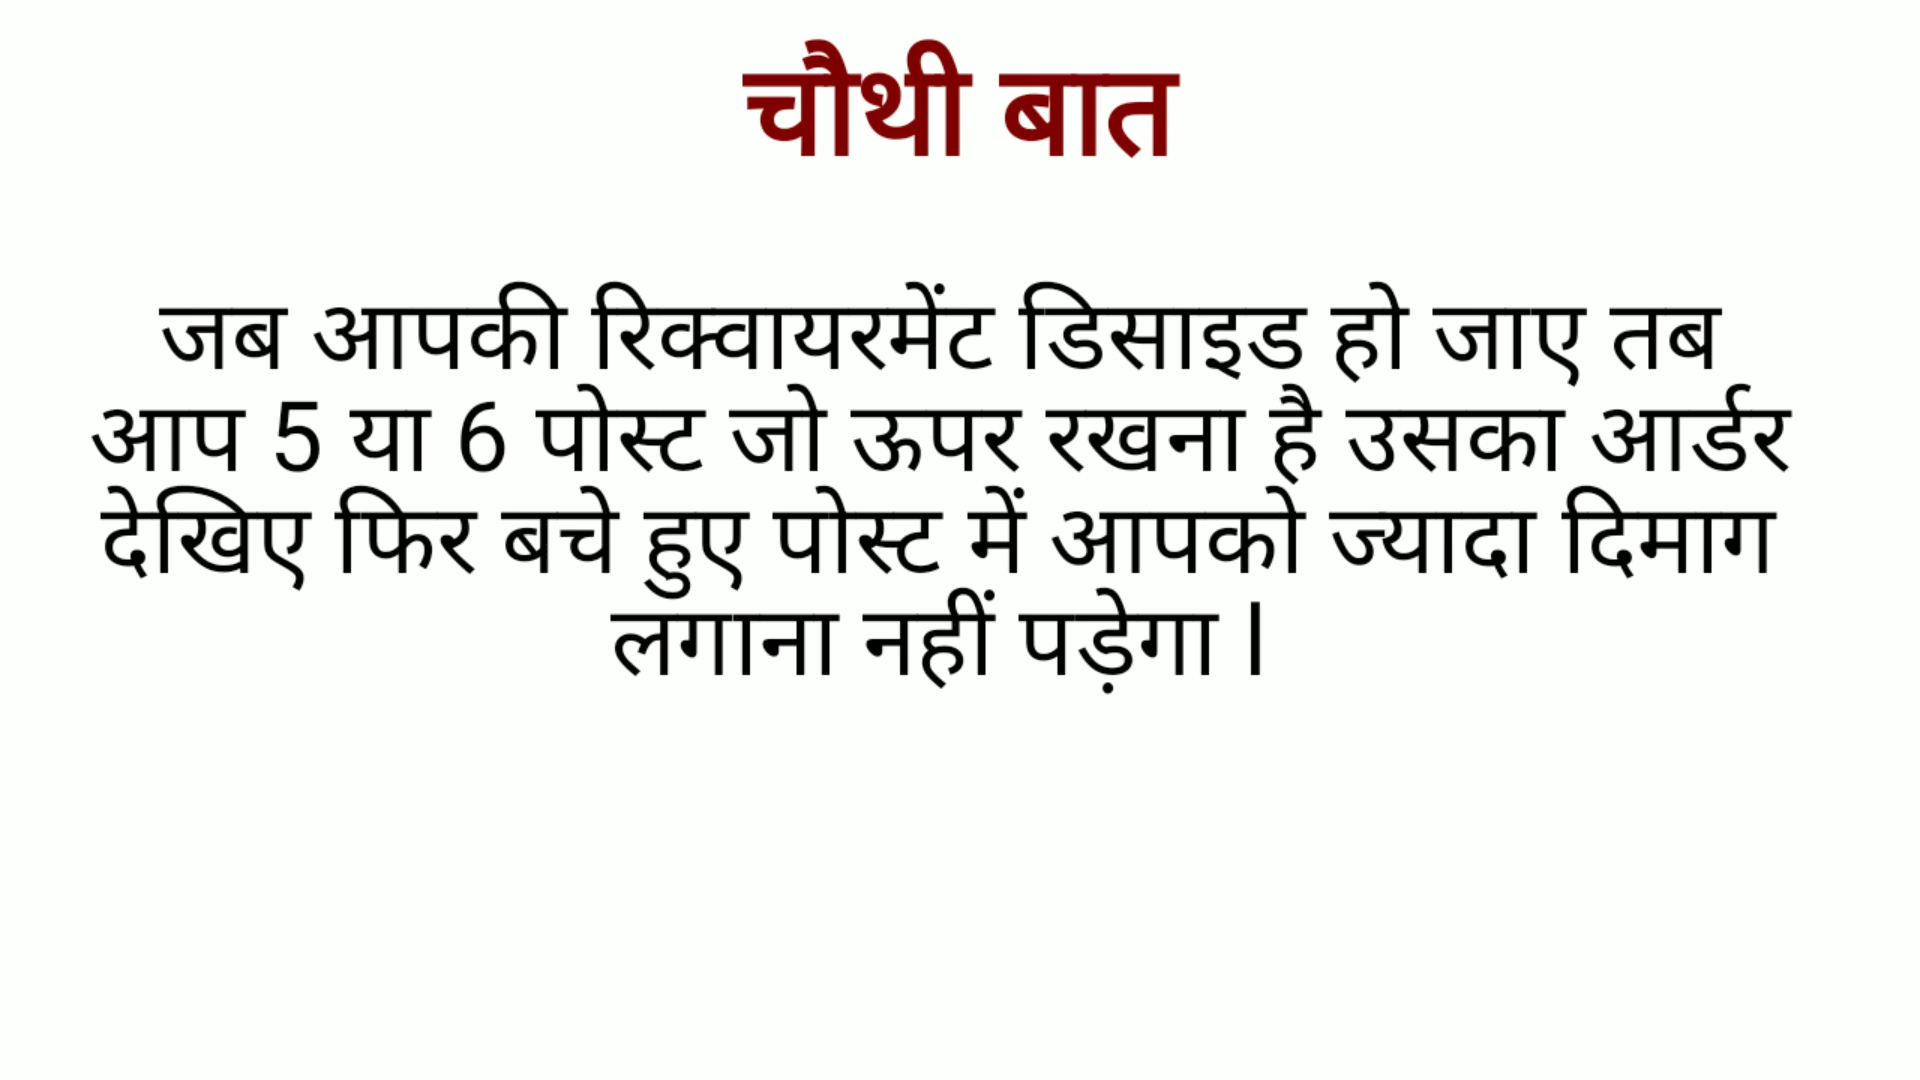 चौथी बात
जब आपकी रिक्वायरमेंट डिसाइड हो जाए तब
आप 5 या 6 पोस्ट जो ऊपर रखना है उसका आर्डर
देखिए फिर बचे हुए पोस्ट में आपको ज्यादा दिमाग
लगाना नहीं पड़ेगा l